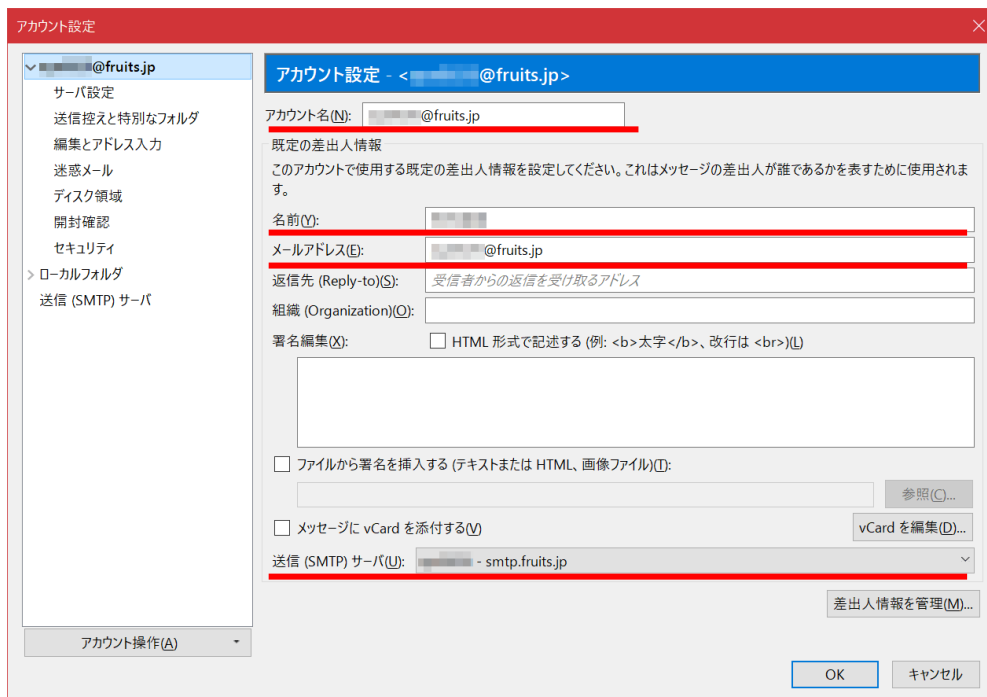 アカウント設定
@fruits.jp
サーバ設定
送信控えと特別なフォルダ
編集とアドレス入力
迷惑メール
ディスク領域
開封確認
セキュリティ
ローカルフォルダ
送信 (SMTP) サーバ
アカウント操作(A)
アカウント設定 - < @fruits.jp>
アカウント名(N): @fruits.jp
既定の差出人情報
このアカウントで使用する既定の差出人情報を設定してください。これはメッセージの差出人が誰であるかを表すために使用されま
す。
名前(Y):
メールアドレス(E): @fruits.jp
返信先 (Reply-to)(S): 受信者からの返信を受け取るアドレス
組織 (Organization)(O):
署名編集(X): HTML 形式で記述する (例: <b>太字</b>、改行は <br>)(L)
ファイルから署名を挿入する (テキストまたは HTML、画像ファイル)(T):
参照(C)...
メッセージに vCard を添付する(V)
vCard を編集(D)...
送信 (SMTP) サーバ(U): - smtp.fruits.jp
差出人情報を管理(M)...
OK キャンセル